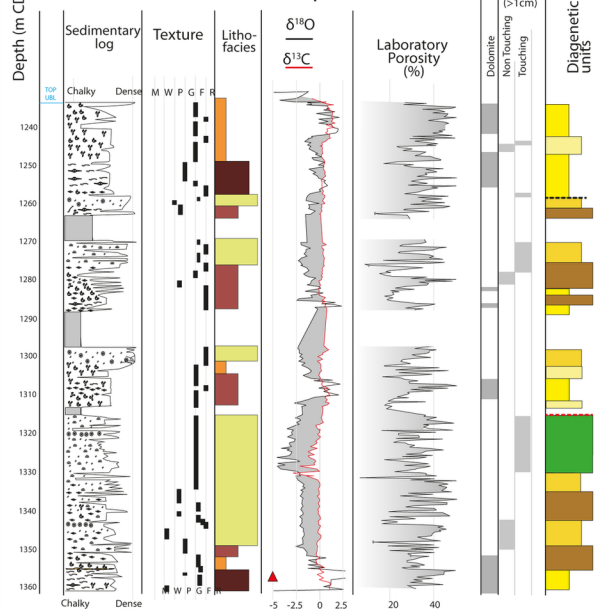 (>1cm)
Depth (m CD
Sedimentary
log
Texture
Litho-
facies
δ18O
δ13C
Laboratory
Porosity
(%)
Dolomite
Non Touching
Touching
Diagenetic
units
TOP
UBL
Chalky Dense
M W P G F R
1240
1250
1260
1270
1280
1290
1300
1310
1320
1330
1340
1350
1360
M W P G F R
Chalky Dense
-5 -2.5 0 2.5
20 40